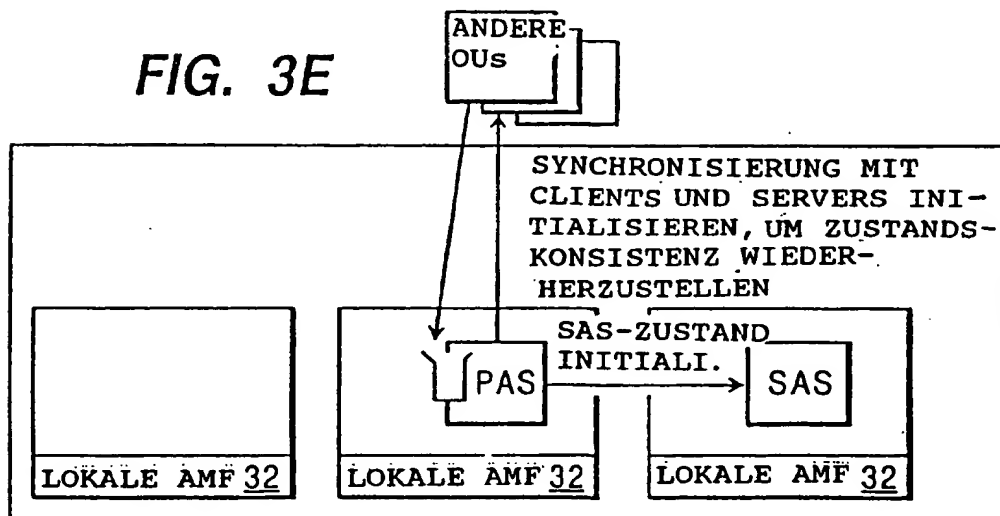 FIG. 3E
ANDERE
OUs
SYNCHRONISIERUNG MIT
CLIENTS UND SERVERS INI-
TIALISIEREN, UM ZUSTANDS-
KONSISTENZ WIEDER-
HERZUSTELLEN
SAS-ZUSTAND
INITIALI.
PAS
SAS
LOKALE AMF 32
LOKALE AMF 32
LOKALE AMF 32